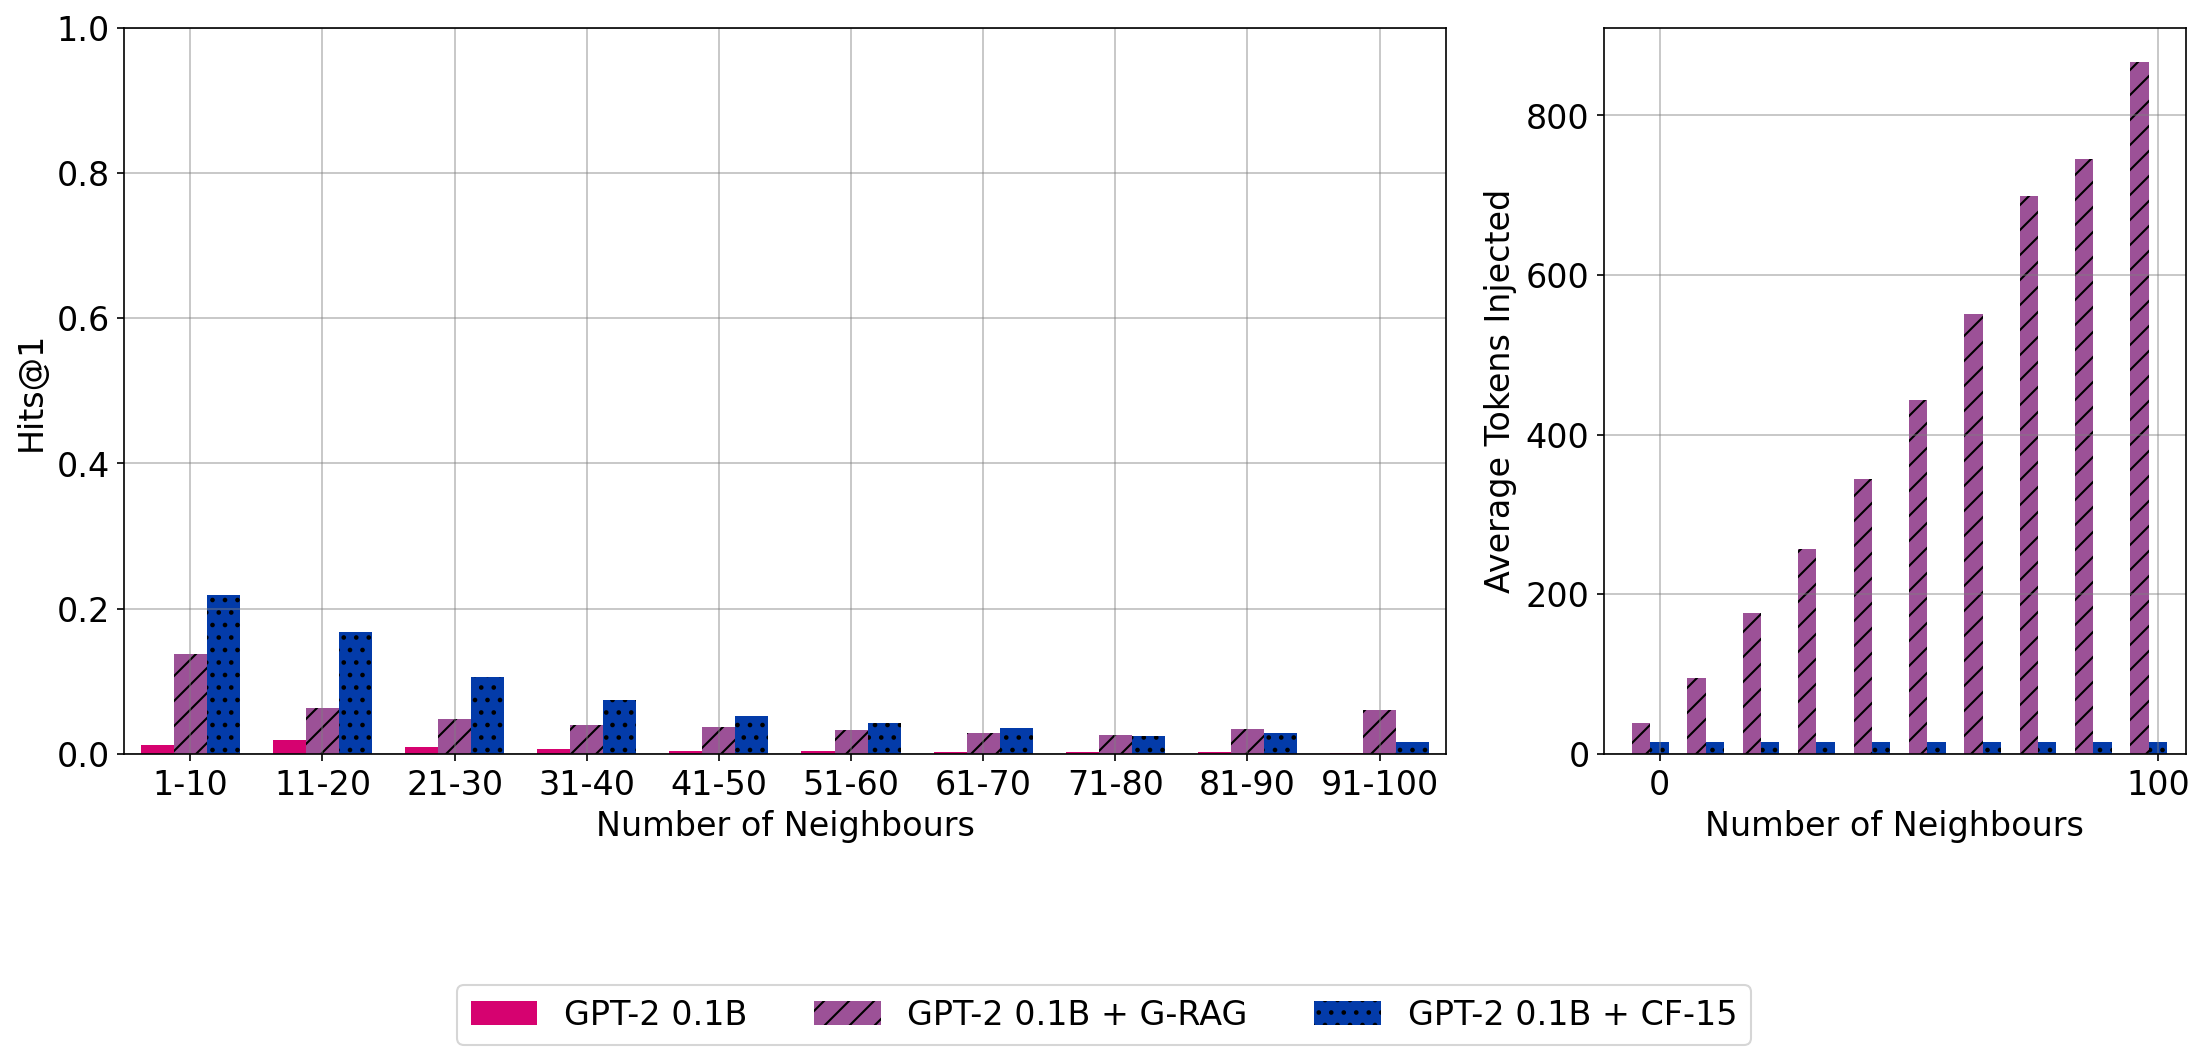 1.0
0.8
0.6
0.4
0.2
0.0
Hits@1
1-10 11-20 21-30 31-40 41-50 51-60 61-70 71-80 81-90 91-100
Number of Neighbours
800
600
400
200
0
Average Tokens Injected
0 100
Number of Neighbours
GPT-2 0.1B GPT-2 0.1B + G-RAG GPT-2 0.1B + CF-15